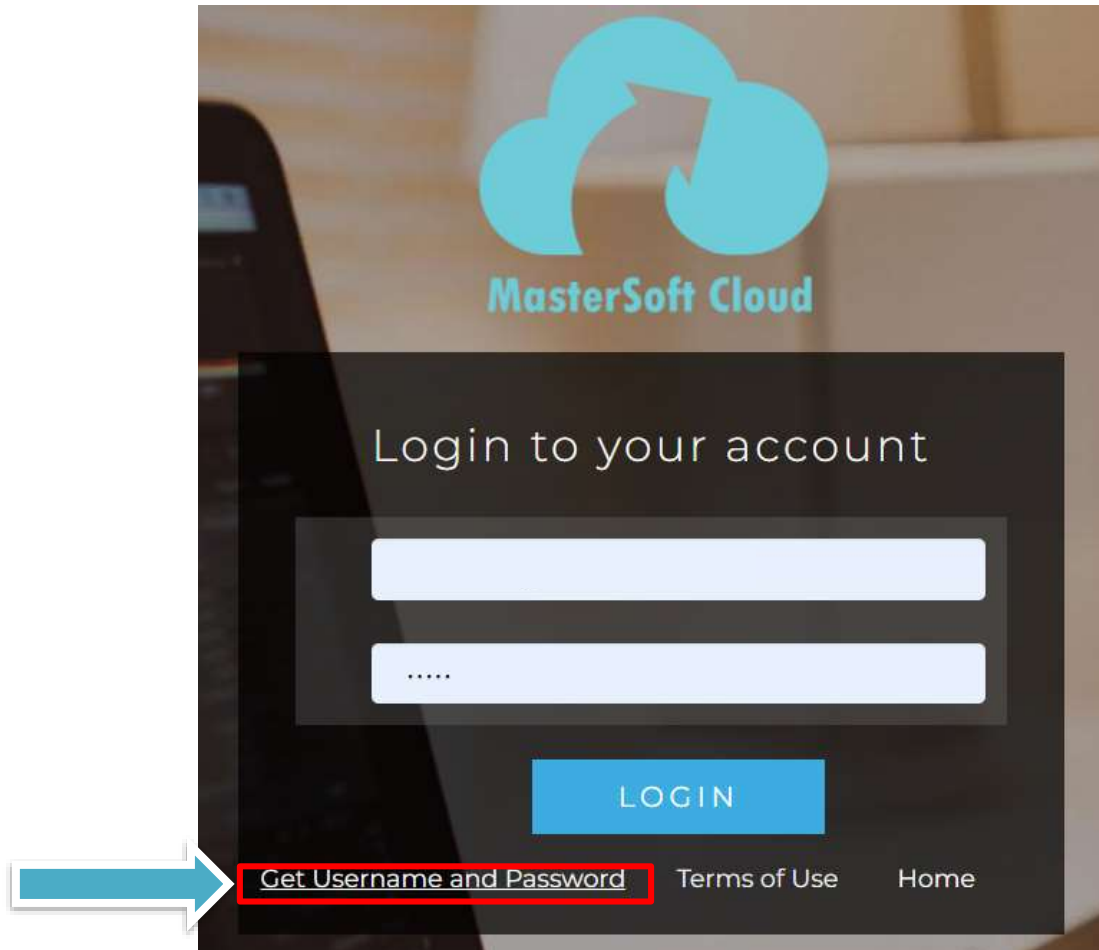 MasterSoft Cloud
Login to your account
.....
LOGIN
Get Username and Password Terms of Use Home